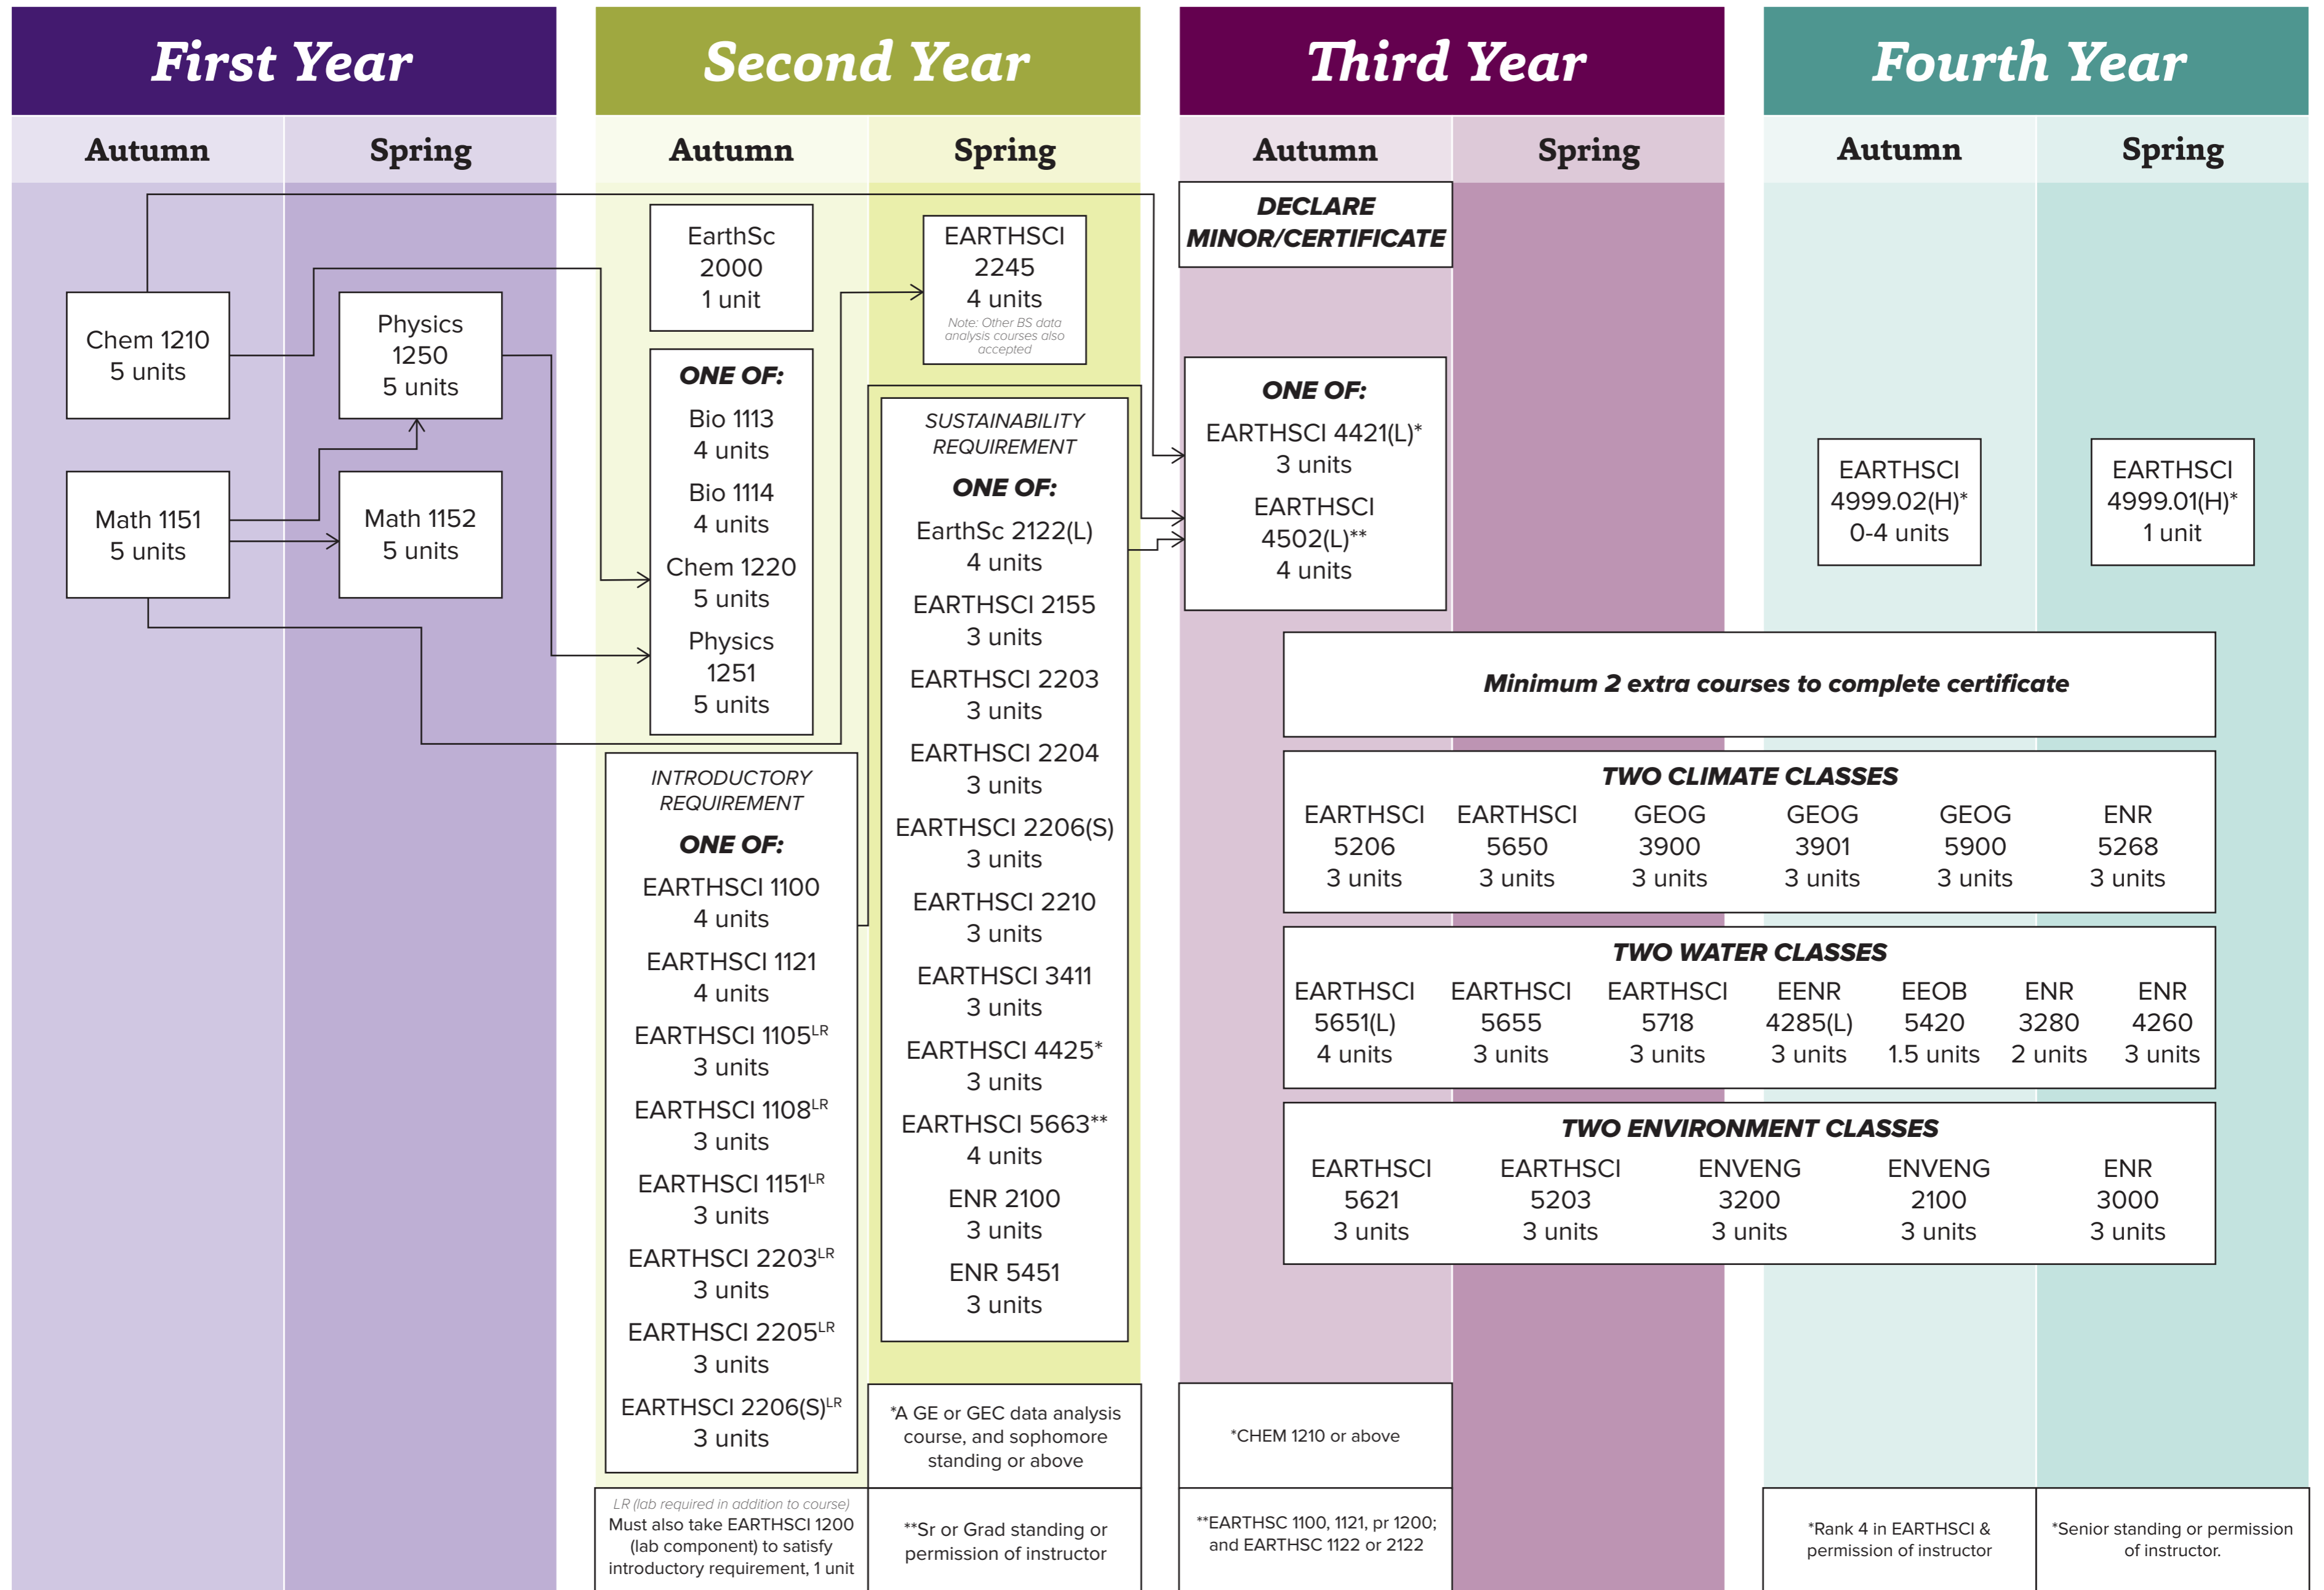 First Year
Second Year
Third Year
Fourth Year
Autumn
Spring
Autumn
Spring
Autumn
Spring
Autumn
Spring
Chem 1210
5 units
Math 1151
5 units
Physics
1250
5 units
Math 1152
5 units
EarthSc
2000
1 unit
ONE OF:
Bio 1113
4 units
Bio 1114
4 units
Chem 1220
5 units
Physics
1251
5 units
INTRODUCTORY
REQUIREMENT
ONE OF:
EARTHSCI 1100
4 units
EARTHSCI 1121
4 units
EARTHSCI 1105LR
3 units
EARTHSCI 1108LR
3 units
EARTHSCI 1151LR
3 units
EARTHSCI 2203LR
3 units
EARTHSCI 2205LR
3 units
EARTHSCI 2206(S)LR
3 units
LR (lab required in addition to course)
Must also take EARTHSCI 1200
(lab component) to satisfy
introductory requirement, 1 unit
EARTHSCI
2245
4 units
Note: Other BS data
analysis courses also
accepted
SUSTAINABILITY
REQUIREMENT
ONE OF:
EarthSc 2122(L)
4 units
EARTHSCI 2155
3 units
EARTHSCI 2203
3 units
EARTHSCI 2204
3 units
EARTHSCI 2206(S)
3 units
EARTHSCI 2210
3 units
EARTHSCI 3411
3 units
EARTHSCI 4425*
3 units
EARTHSCI 5663**
4 units
ENR 2100
3 units
ENR 5451
3 units
*A GE or GEC data analysis
course, and sophomore
standing or above
**Sr or Grad standing or
permission of instructor
DECLARE
MINOR/CERTIFICATE
ONE OF:
EARTHSCI 4421(L)*
3 units
EARTHSCI
4502(L)**
4 units
EARTHSCI
4999.02(H)*
0-4 units
EARTHSCI
4999.01(H)*
1 unit
Minimum 2 extra courses to complete certificate
TWO CLIMATE CLASSES
EARTHSCI EARTHSCI GEOG GEOG GEOG ENR
5206 5650 3900 3901 5900 5268
3 units 3 units 3 units 3 units 3 units 3 units
TWO WATER CLASSES
EARTHSCI EARTHSCI EARTHSCI EENR EEOB ENR ENR
5651(L) 5655 5718 4285(L) 5420 3280 4260
4 units 3 units 3 units 3 units 1.5 units 2 units 3 units
TWO ENVIRONMENT CLASSES
EARTHSCI EARTHSCI ENVENG ENVENG ENR
5621 5203 3200 2100 3000
3 units 3 units 3 units 3 units 3 units
*CHEM 1210 or above
**EARTHSC 1100, 1121, pr 1200;
and EARTHSC 1122 or 2122
*Rank 4 in EARTHSCI &
permission of instructor
*Senior standing or permission
of instructor.